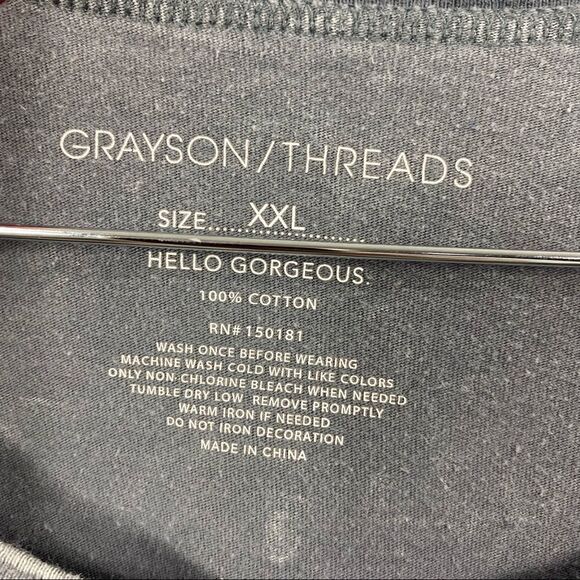 GRAYSON/THREADS
SIZE.....XXL..........
HELLO GORGEOUS.
100% COTTON
RN# 150181
WASH ONCE BEFORE WEARING
MACHINE WASH COLD WITH LIKE COLORS
ONLY NON-CHLORINE BLEACH WHEN NEEDED
TUMBLE DRY LOW REMOVE PROMPTLY
WARM IRON IF NEEDED
DO NOT IRON DECORATION
MADE IN CHINA